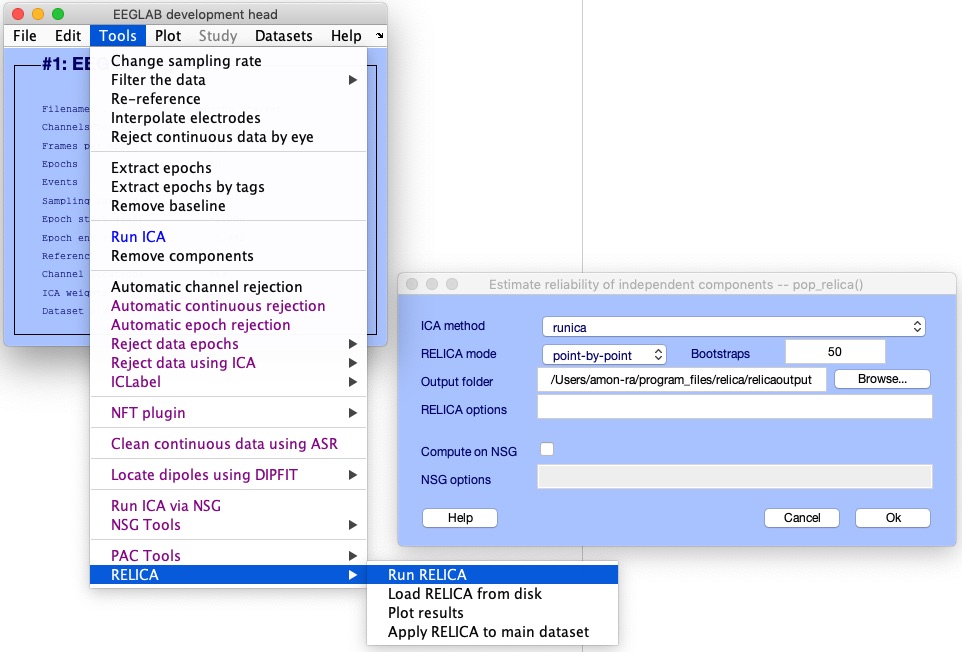 EEGLAB development head
File Edit Tools Plot Study Datasets Help
#1: EE
Filename
Channels
Frames p
Epochs
Events
Sampling
Epoch st
Epoch en
Referenc
Channel
ICA weig
Dataset
Change sampling rate
Filter the data
Re-reference
Interpolate electrodes
Reject continuous data by eye
Extract epochs
Extract epochs by tags
Remove baseline
Run ICA
Remove components
Automatic channel rejection
Automatic continuous rejection
Automatic epoch rejection
Reject data epochs
Reject data using ICA
ICLabel
NFT plugin
Clean continuous data using ASR
Locate dipoles using DIPFIT
Run ICA via NSG
NSG Tools
PAC Tools
RELICA
Run RELICA
Load RELICA from disk
Plot results
Apply RELICA to main dataset
Estimate reliability of independent components -- pop_relica()
ICA method runica
RELICA mode point-by-point Bootstraps 50
Output folder /Users/amon-ra/program_files/relica/relicaoutput Browse...
RELICA options
Compute on NSG
NSG options
Help Cancel Ok